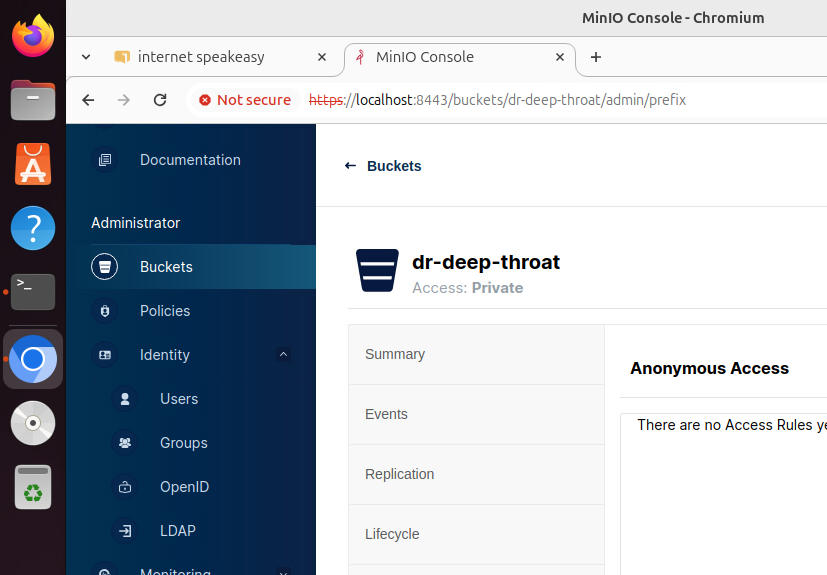 MinIO Console - Chromium
internet speakeasy
MinIO Console
Not secure
https://localhost:8443/buckets/dr-deep-throat/admin/prefix
Documentation
Administrator
Buckets
Policies
Identity
Users
Groups
OpenID
LDAP
Monitoring
Buckets
dr-deep-throat
Access: Private
Summary
Events
Replication
Lifecycle
Anonymous Access
There are no Access Rules ye